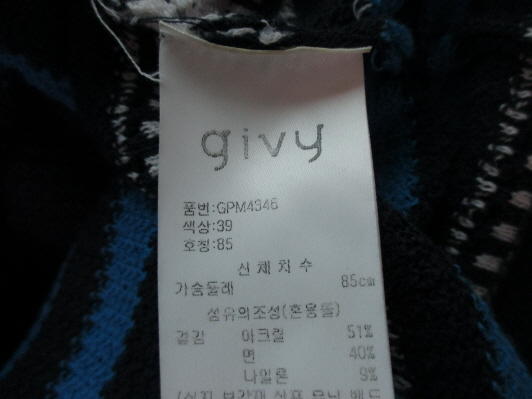 givy
품번:GPM4346
색상:39
호칭:85
신체치수
가슴둘레 85cm
섬유의조성(혼용률)
겉감 아크릴 51%
면 40%
나일론 9%